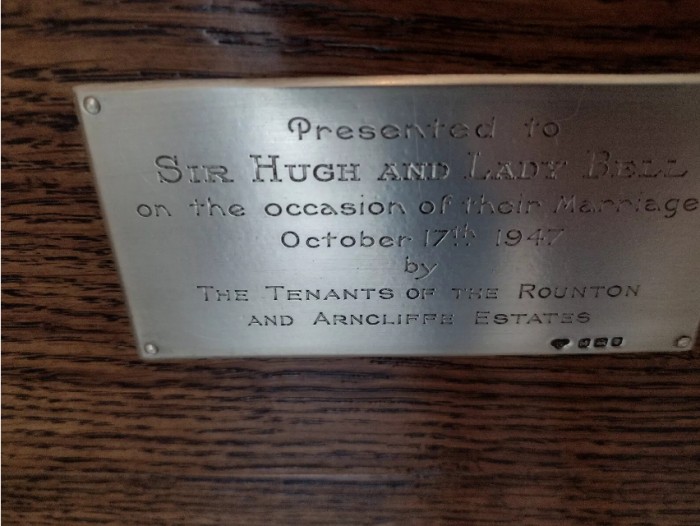 Presented to
SIR HUGH AND LADY BELL
on the occasion of their Marriage
October 17th 1947
by
THE TENANTS OF THE ROUNTON
AND ARNCLIFFE ESTATES